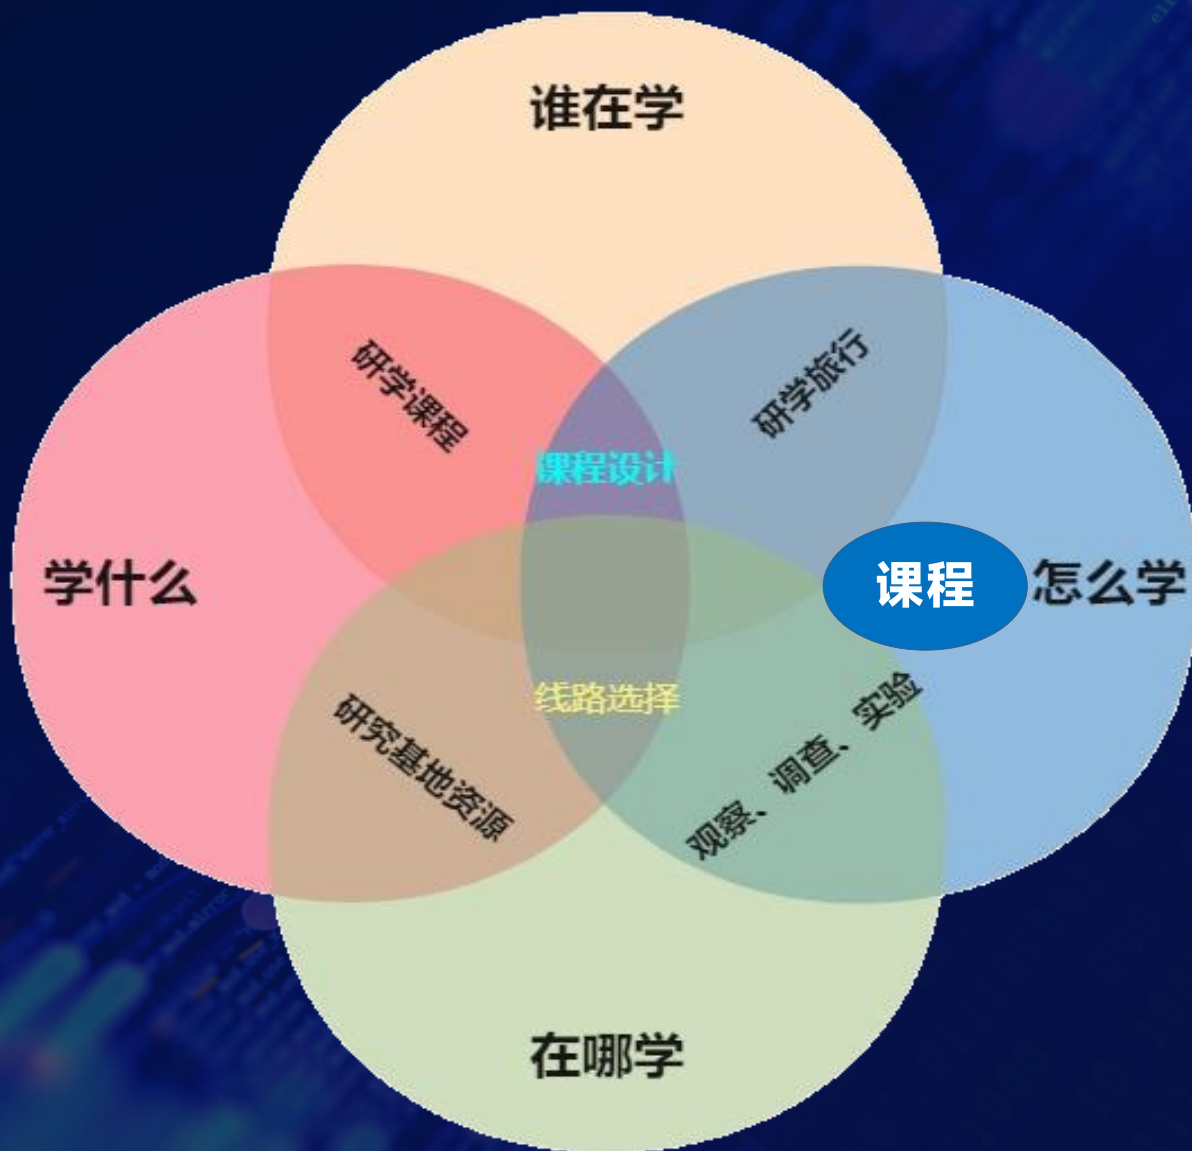 谁在学
研学课程
研学旅行
课程设计
学什么
课程
怎么学
线路选择
研究基地资源
观察、调查、实验
在哪学